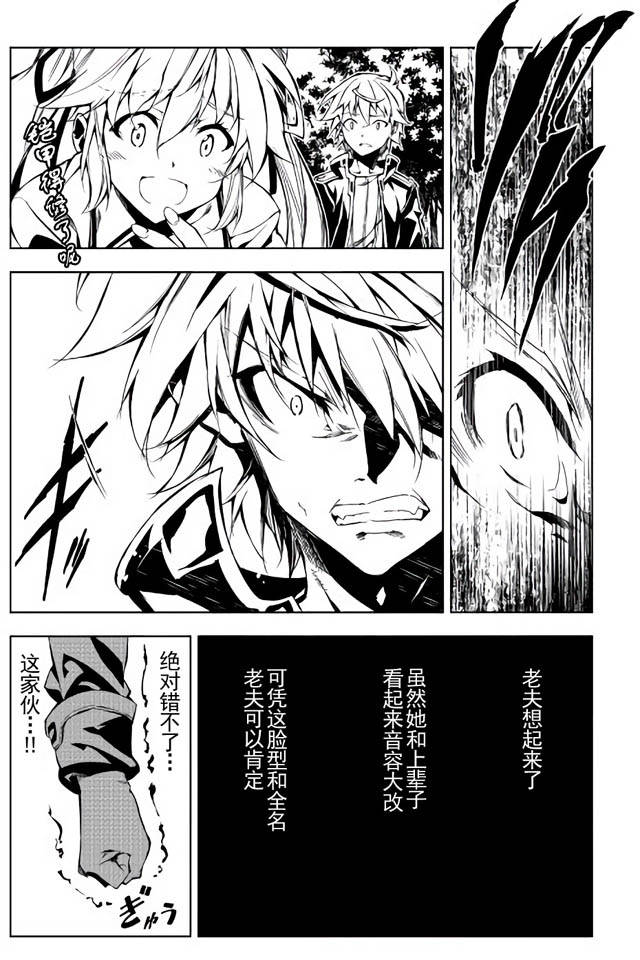 铠甲得修了呢
老夫想起来了
虽然她和上辈子
看起来音容大改
可凭这脸型和全名
老夫可以肯定
绝对错不了…
这家伙…!!
ぎゅう